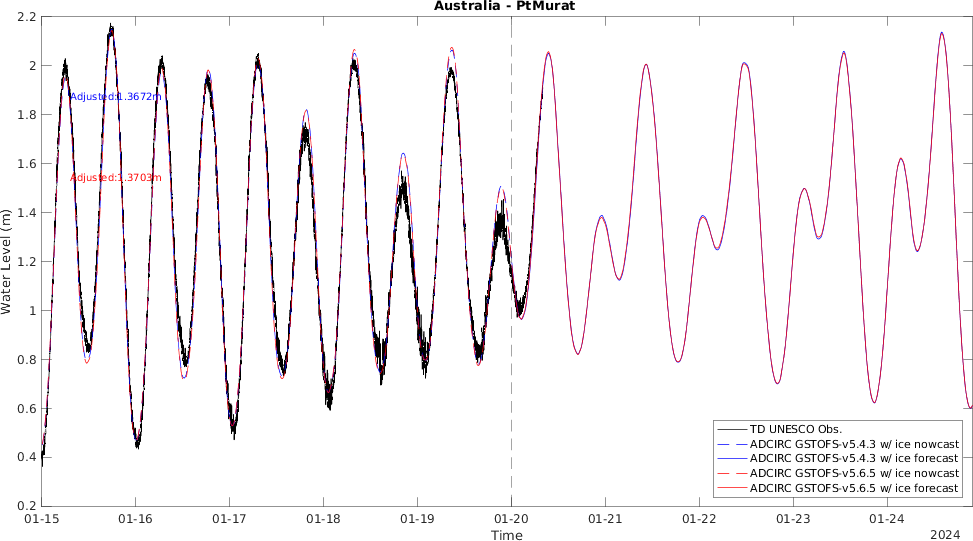 Australia - PtMurat
2.2
2
1.8
1.6
1.4
1.2
1
0.8
0.6
0.4
0.2
Water Level (m)
Adjusted:1.3672m
Adjusted:1.3703m
TD UNESCO Obs.
ADCIRC GSTOFS-v5.4.3 w/ ice nowcast
ADCIRC GSTOFS-v5.4.3 w/ ice forecast
ADCIRC GSTOFS-v5.6.5 w/ ice nowcast
ADCIRC GSTOFS-v5.6.5 w/ ice forecast
01-15 01-16 01-17 01-18 01-19 01-20 01-21 01-22 01-23 01-24
Time
2024